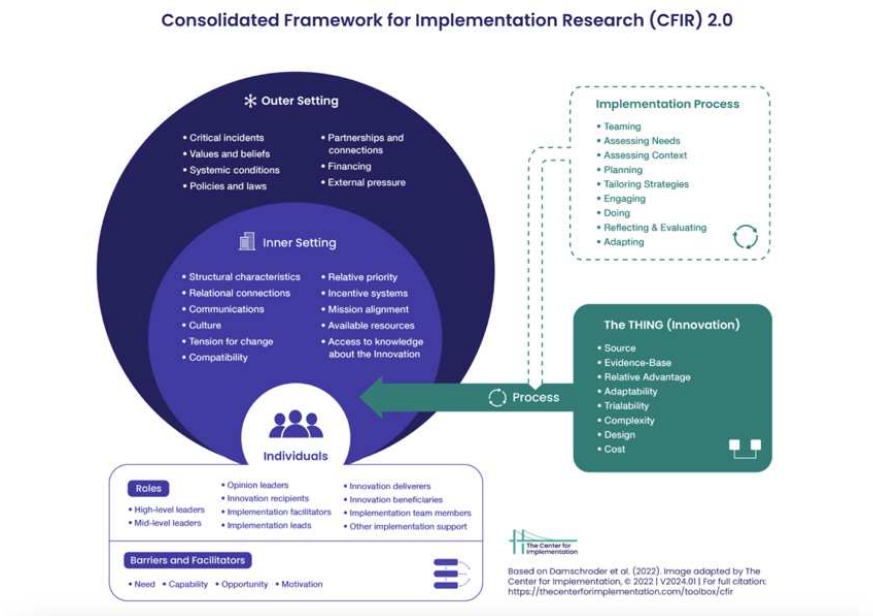 Consolidated Framework for Implementation Research (CFIR) 2.0
Outer Setting
• Critical incidents
• Values and beliefs
• Systemic conditions
• Policies and laws
• Partnerships and
connections
• Financing
• External pressure
Inner Setting
• Structural characteristics
• Relational connections
• Communications
• Culture
• Tension for change
• Compatibility
• Relative priority
• Incentive systems
• Mission alignment
• Available resources
• Access to knowledge
about the Innovation
Individuals
Roles
• High-level leaders
• Mid-level leaders
• Opinion leaders
• Innovation recipients
• Implementation facilitators
• Implementation leads
• Innovation deliverers
• Innovation beneficiaries
• Implementation team members
• Other implementation support
Barriers and Facilitators
• Need • Capability • Opportunity • Motivation
Implementation Process
• Teaming
• Assessing Needs
• Assessing Context
• Planning
• Tailoring Strategies
• Engaging
• Doing
• Reflecting & Evaluating
• Adapting
Process
The THING (Innovation)
• Source
• Evidence-Base
• Relative Advantage
• Adaptability
• Trialability
• Complexity
• Design
• Cost
The Center for
Implementation
Based on Damschroder et al. (2022). Image adapted by The
Center for Implementation, © 2022 | V2024.01 | For full citation:
https://thecenterforimplementation.com/toolbox/cfir